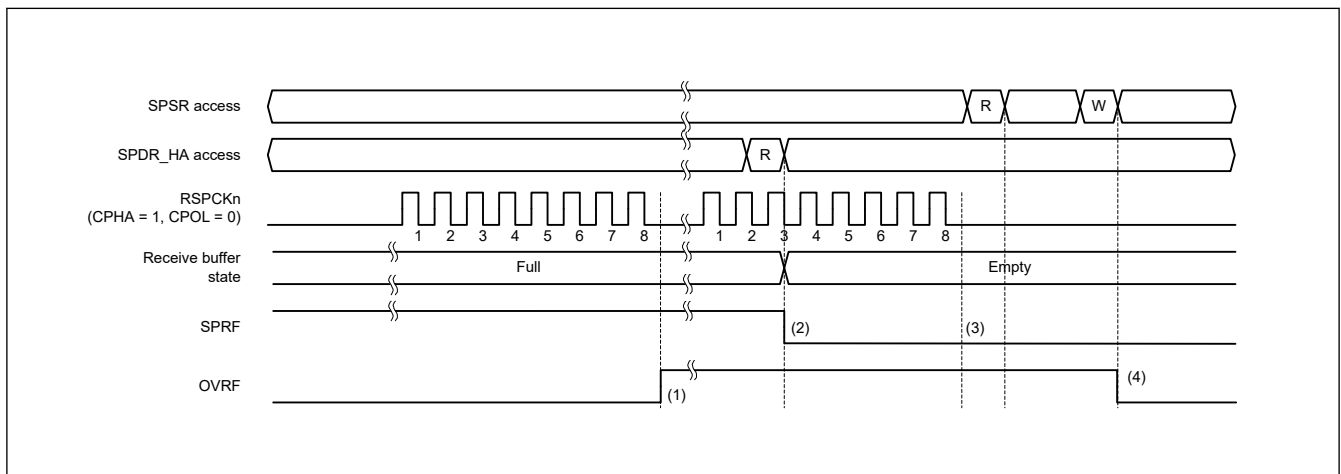 SPSR access
R
W
SPDR_HA access
R
RSPCKn
(CPHA = 1, CPOL = 0)
1 2 3 4 5 6 7 8
1 2 3 4 5 6 7 8
Receive buffer
state
Full
Empty
SPRF
(2)
(3)
OVRF
(1)
(4)